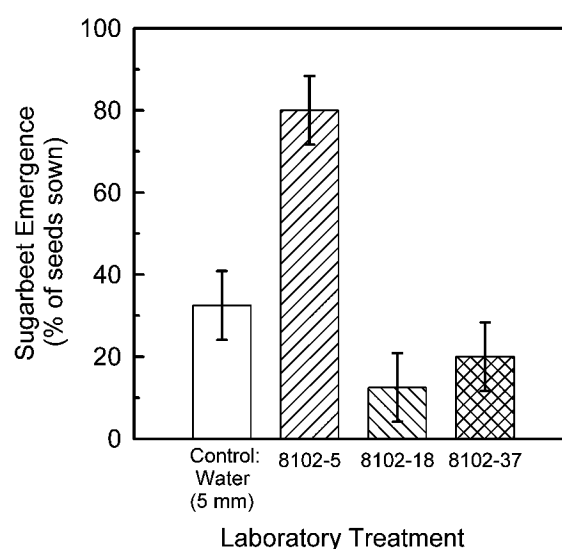 Sugarbeet Emergence
(% of seeds sown)
100
80
60
40
20
0
Control:
Water
(5 mm)
8102-5
8102-18
8102-37
Laboratory Treatment